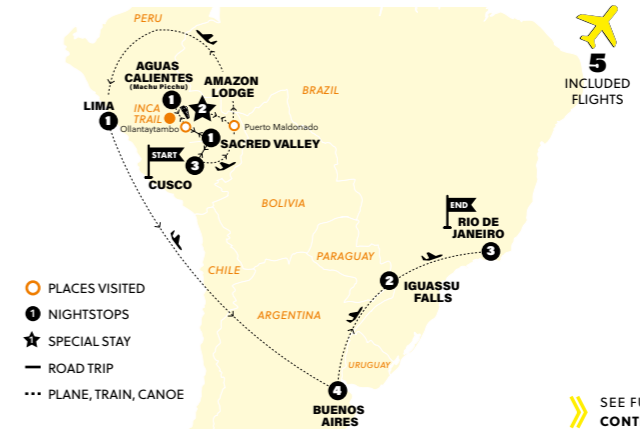 PERU
AGUAS
CALIENTES
(Machu Picchu)
1
AMAZON
LODGE
2
BRAZIL
5
INCLUDED
FLIGHTS
LIMA
1
INCA
TRAIL
Ollantaytambo
Puerto Maldonado
1
SACRED VALLEY
START
3
CUSCO
BOLIVIA
END
RIO DE
JANEIRO
3
PARAGUAY
CHILE
2
IGUASSU
FALLS
ARGENTINA
URUGUAY
4
BUENOS
AIRES
PLACES VISITED
1 NIGHTSTOPS
1 SPECIAL STAY
ROAD TRIP
PLANE, TRAIN, CANOE
SEE FU
CONT